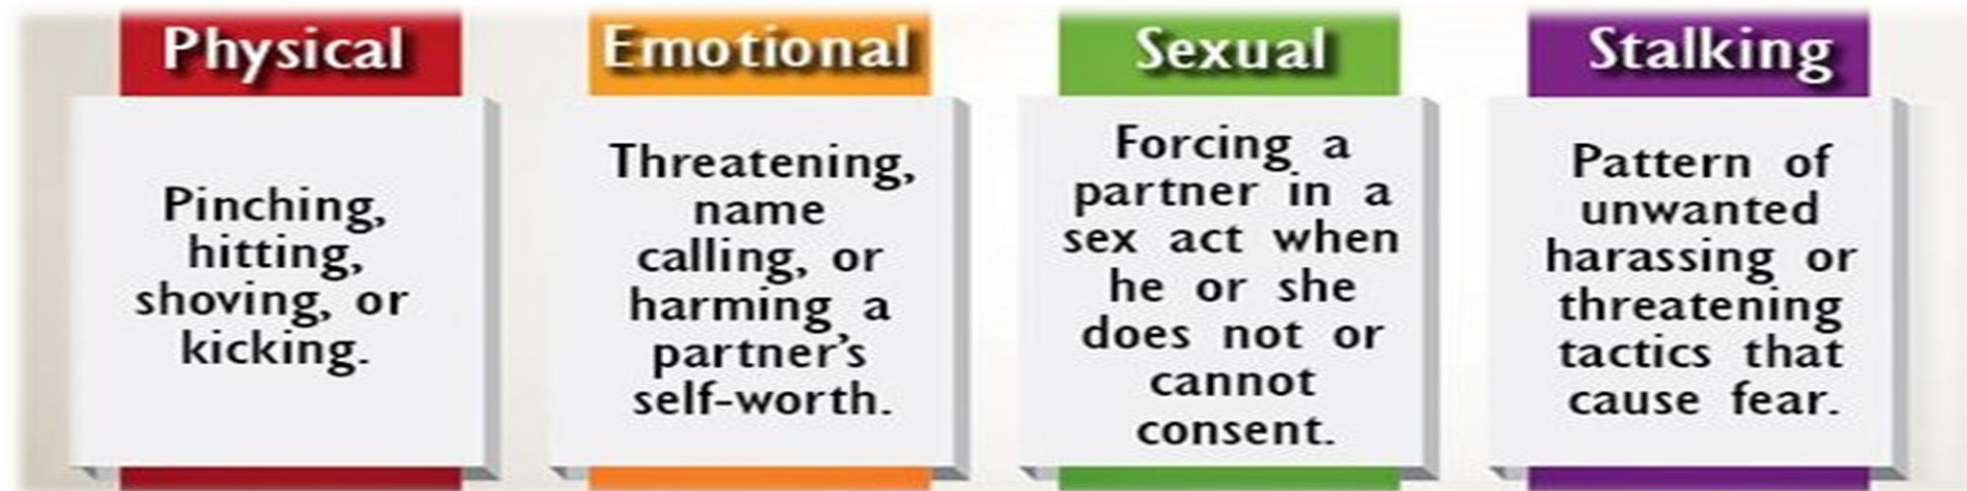 Physical
Pinching,
hitting,
shoving, or
kicking.
Emotional
Threatening,
name
calling, or
harming a
partner's
self-worth.
Sexual
Forcing a
partner in a
sex act when
he or she
does not or
cannot
consent.
Stalking
Pattern of
unwanted
harassing or
threatening
tactics that
cause fear.